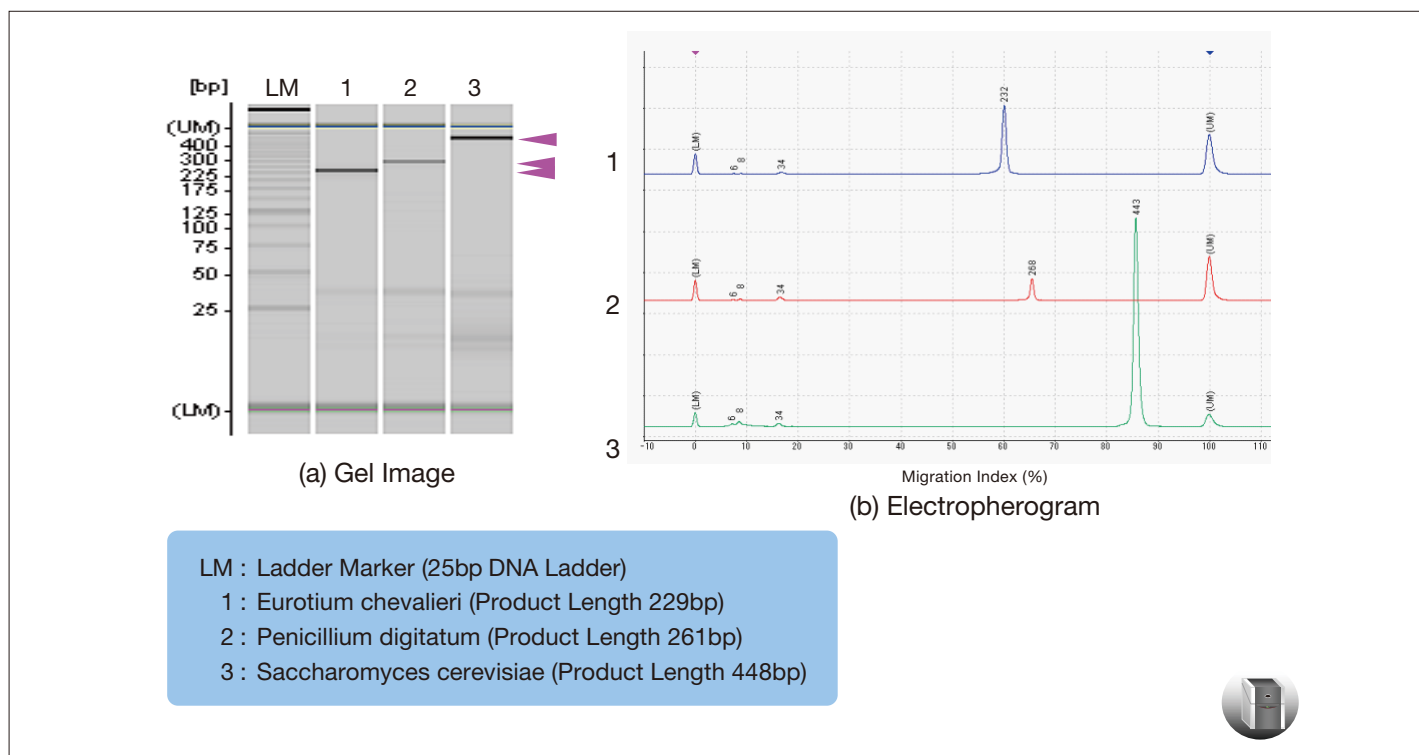 [bp] LM 1 2 3
(UM)
400
300
225
175
125
100
75
50
25
(LM)
(a) Gel Image
1
(LM) 6 8 34 232 (UM)
2
(LM) 6 8 34 268 (UM)
3
(LM) 6 8 34 443 (UM)
-10 0 10 20 30 40 50 60 70 80 90 100 110
Migration Index (%)
(b) Electropherogram
LM : Ladder Marker (25bp DNA Ladder)
1 : Eurotium chevalieri (Product Length 229bp)
2 : Penicillium digitatum (Product Length 261bp)
3 : Saccharomyces cerevisiae (Product Length 448bp)